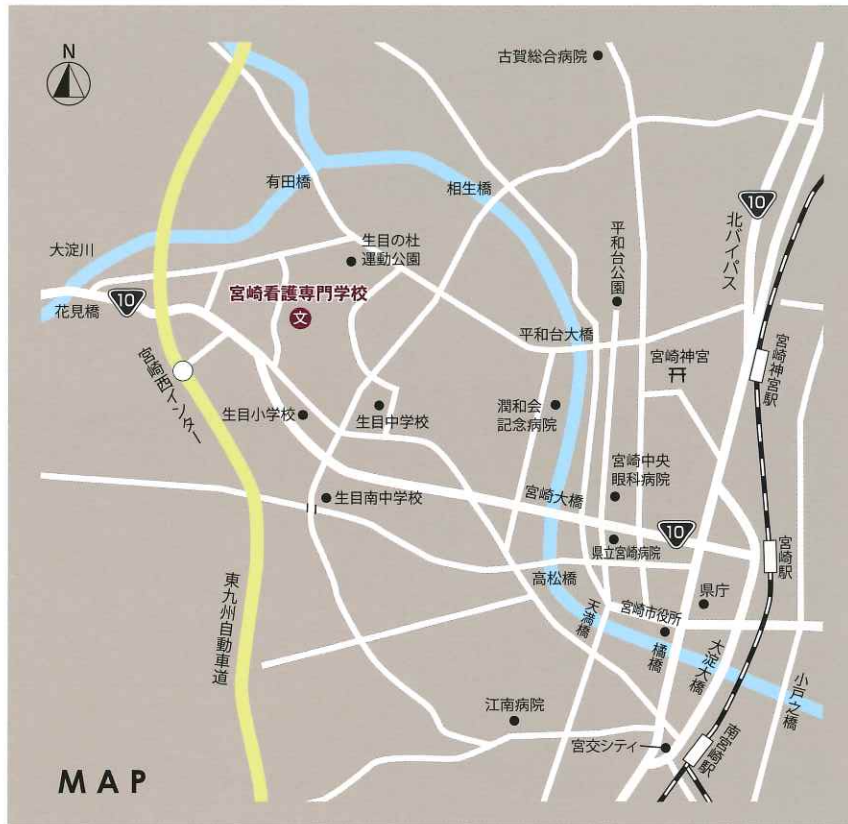 N
古賀総合病院
有田橋
相生橋
10
北バイパス
大淀川
生目の杜
運動公園
平和台公園
宮崎看護専門学校
文
10
花見橋
平和台大橋
宮崎神宮
宮崎神宮駅
宮崎西インター
生目小学校
生目中学校
潤和会
記念病院
宮崎中央
眼科病院
生目南中学校
宮崎大橋
10
県立宮崎病院
宮崎駅
高松橋
県庁
天満橋
宮崎市役所
橘橋
大淀大橋
小戸之橋
東九州自動車道
江南病院
宮交シティ
南宮崎駅
MAP